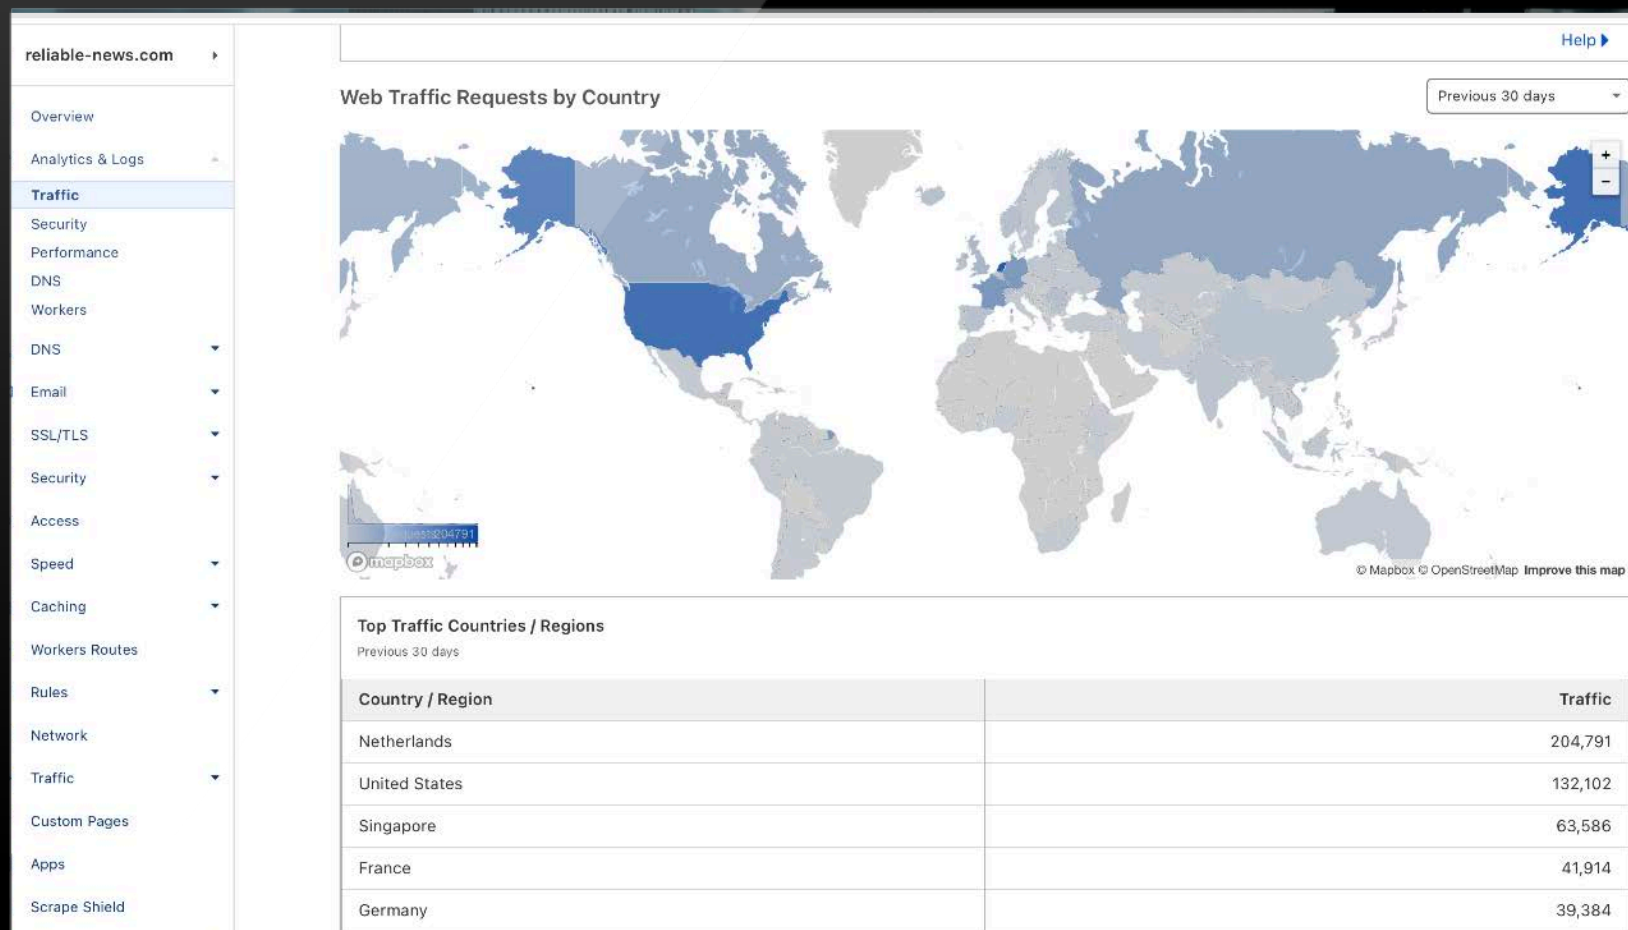 reliable-news.com
Overview
Analytics & Logs
Traffic
Security
Performance
DNS
Workers
DNS
Email
SSL/TLS
Security
Access
Speed
Caching
Workers Routes
Rules
Network
Traffic
Custom Pages
Apps
Scrape Shield
Help
Web Traffic Requests by Country
Previous 30 days
+
−
204791
mapbox
© Mapbox © OpenStreetMap Improve this map
Top Traffic Countries / Regions
Previous 30 days
Country / Region Traffic
Netherlands 204,791
United States 132,102
Singapore 63,586
France 41,914
Germany 39,384